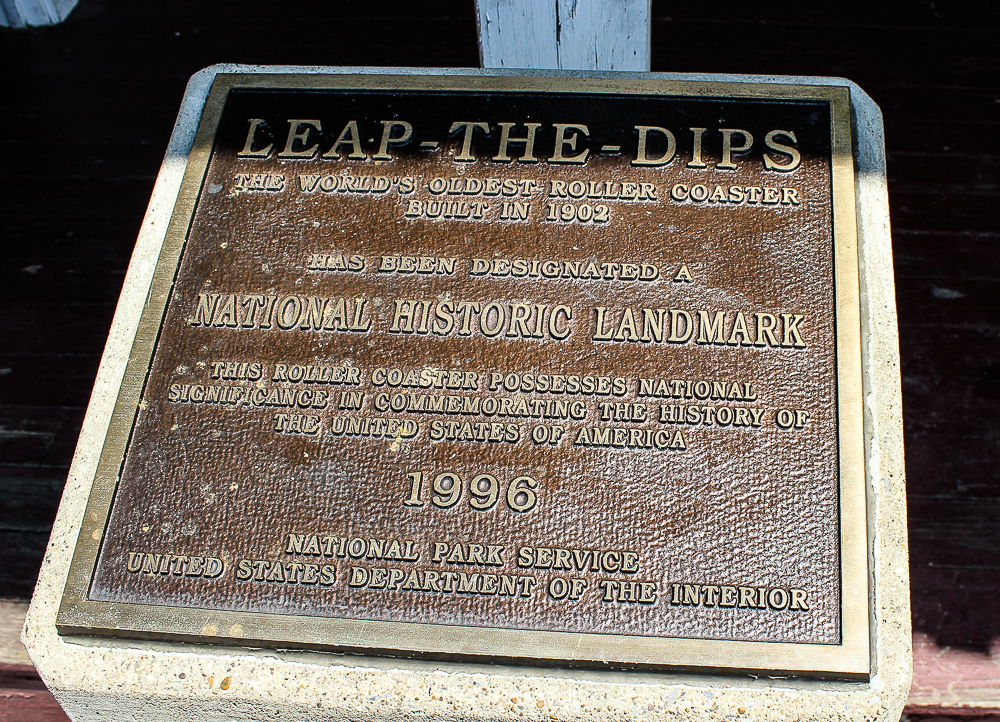 LEAP-THE-DIPS
THE WORLD'S OLDEST ROLLER COASTER
BUILT IN 1902
HAS BEEN DESIGNATED A
NATIONAL HISTORIC LANDMARK
THIS ROLLER COASTER POSSESSES NATIONAL
SIGNIFICANCE IN COMMEMORATING THE HISTORY OF
THE UNITED STATES OF AMERICA
1996
NATIONAL PARK SERVICE
UNITED STATES DEPARTMENT OF THE INTERIOR